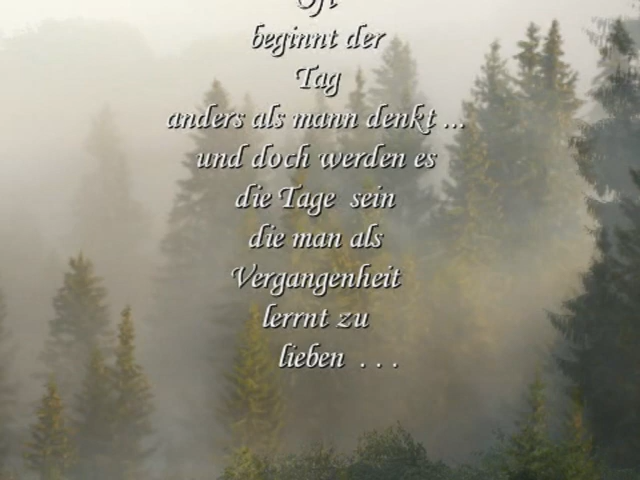 Oft
beginnt der
Tag
anders als mann denkt ...
und doch werden es
die Tage sein
die man als
Vergangenheit
lerrnt zu
lieben . . .